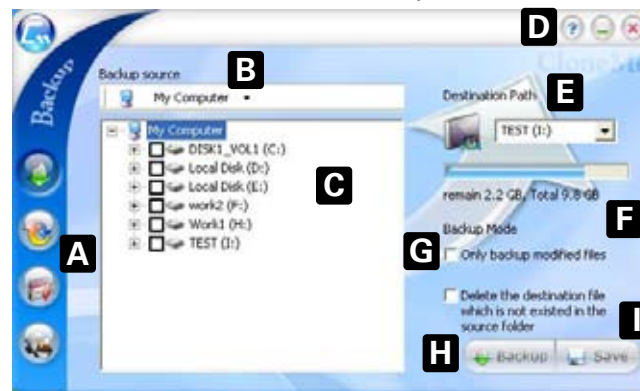 D
Backup
Backup source
B
My Computer
My Computer
DISK1_VOL1 (C:)
Local Disk (D:)
Local Disk (E:)
work2 (F:)
Work1 (H:)
TEST (I:)
C
A
Destination Path
E
TEST (I:)
remain 2.2 GB, Total 9.8 GB
F
Backup Mode
G
Only backup modified files
Delete the destination file
which is not existed in the
source folder
I
H
Backup
Save